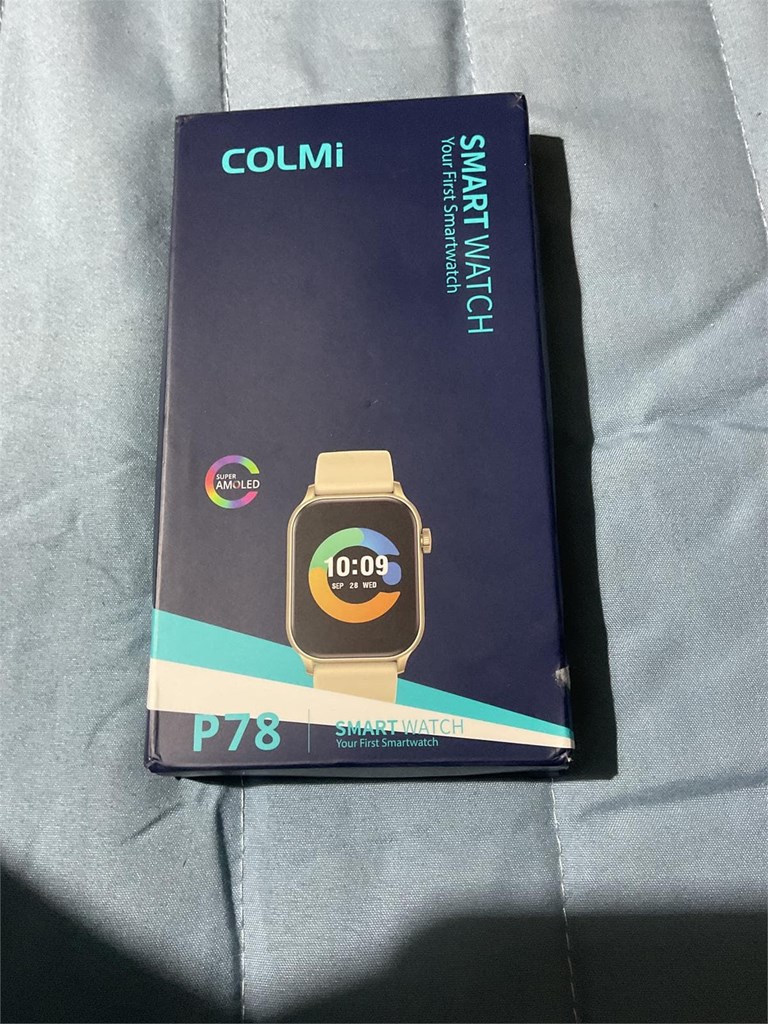 COLMi
SMART WATCH
Your First Smartwatch
SUPER
AMOLED
10:09
SEP 28 WED
P78
SMART WATCH
Your First Smartwatch